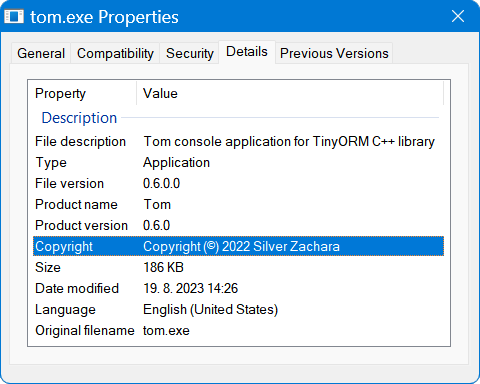 tom.exe Properties
General Compatibility Security Details Previous Versions
Property Value
Description
File description Tom console application for TinyORM C++ library
Type Application
File version 0.6.0.0
Product name Tom
Product version 0.6.0
Copyright Copyright (©) 2022 Silver Zachara
Size 186 KB
Date modified 19. 8. 2023 14:26
Language English (United States)
Original filename tom.exe